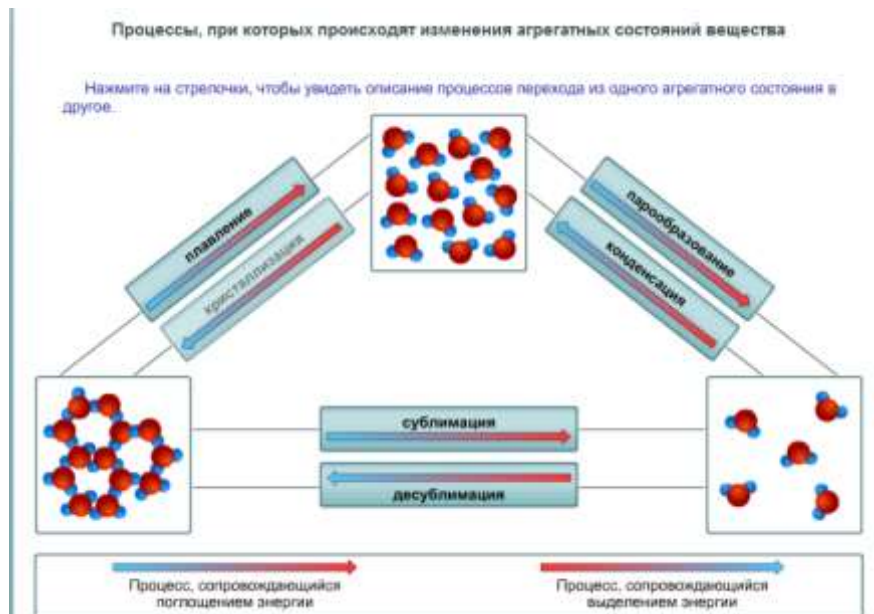 Процессы, при которых происходят изменения агрегатных состояний вещества
Нажмите на стрелочки, чтобы увидеть описание процессов перехода из одного агрегатного состояния в
другое.
плавление
кристаллизация
парообразование
конденсация
сублимация
десублимация
Процесс, сопровождающийся
поглощением энергии
Процесс, сопровождающийся
выделением энергии